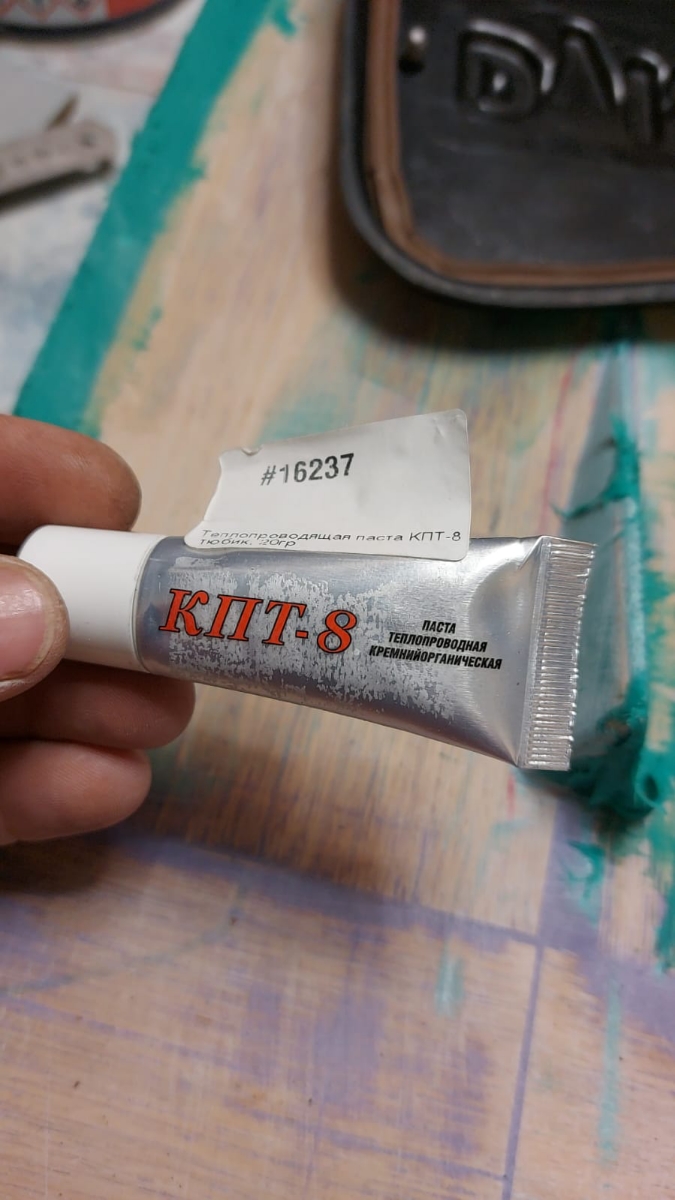 #16237
Теплопроводящая паста КПТ-8
тюбик, 20гр
КПТ-8
ПАСТА
ТЕПЛОПРОВОДНАЯ
КРЕМНИЙОРГАНИЧЕСКАЯ